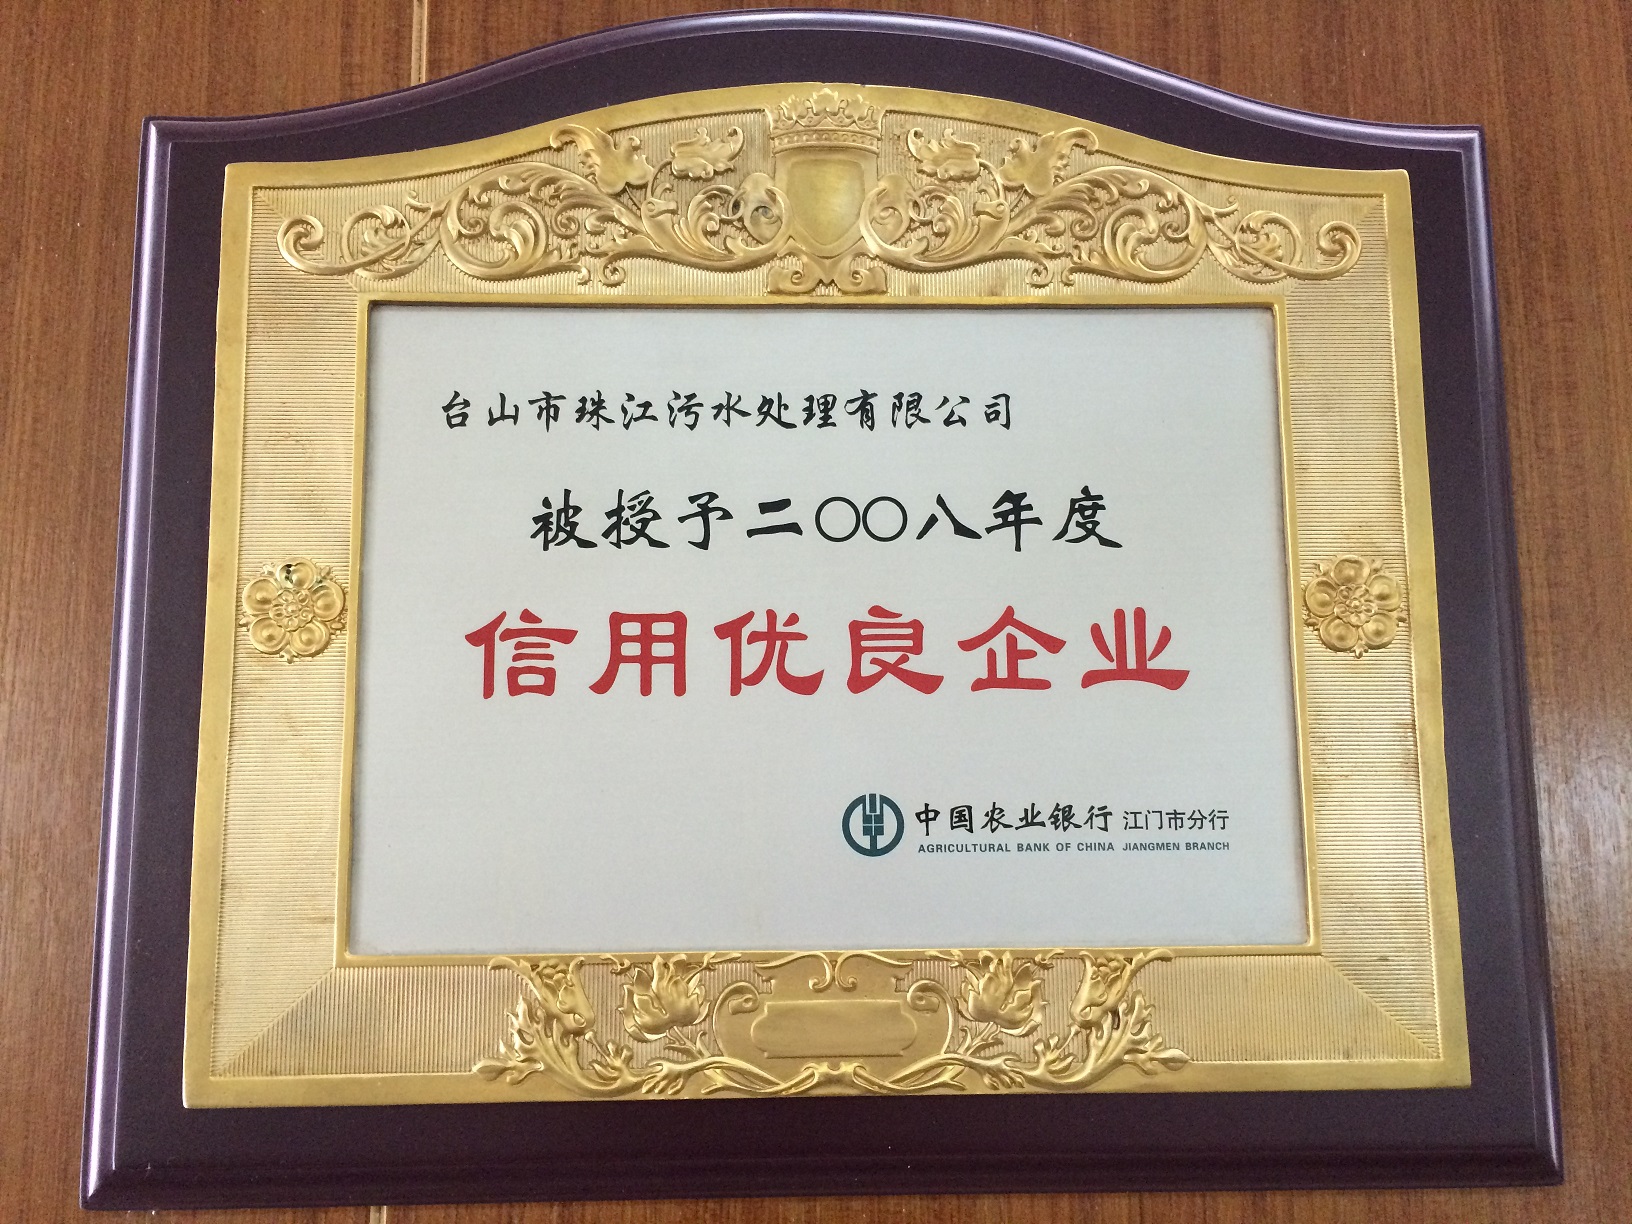 台山市珠江污水处理有限公司
被授予二〇〇八年度
信用优良企业
中国农业银行 江门市分行
AGRICULTURAL BANK OF CHINA JIANGMEN BRANCH